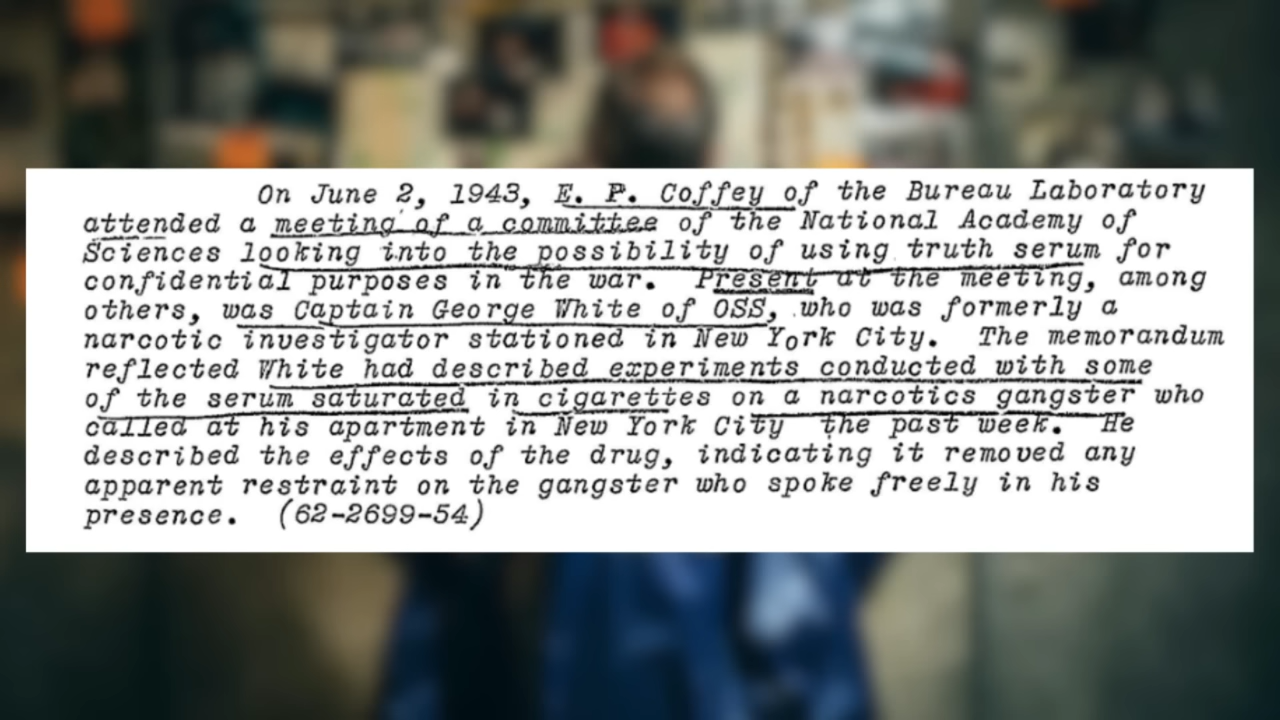 On June 2, 1943, E. P. Coffey of the Bureau Laboratory
attended a meeting of a committee of the National Academy of
Sciences looking into the possibility of using truth serum for
confidential purposes in the war. Present at the meeting, among
others, was Captain George White of OSS, who was formerly a
narcotic investigator stationed in New York City. The memorandum
reflected White had described experiments conducted with some
of the serum saturated in cigarettes on a narcotics gangster who
called at his apartment in New York City the past week. He
described the effects of the drug, indicating it removed any
apparent restraint on the gangster who spoke freely in his
presence. (62-2699-54)